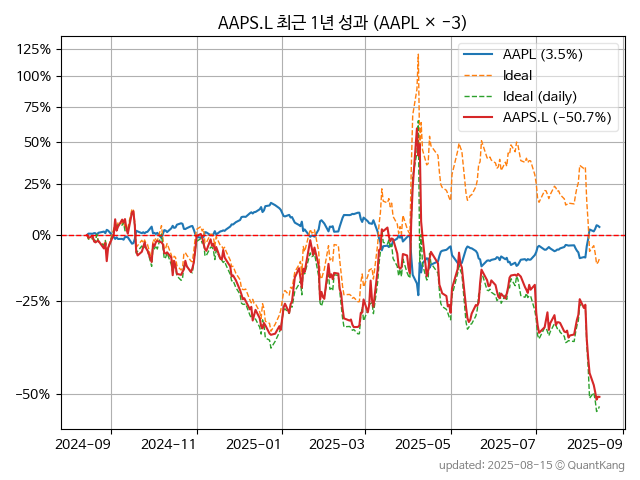 AAPS.L 최근 1년 성과 (AAPL × −3)
125%
100%
75%
50%
25%
0%
−25%
−50%
AAPL (3.5%)
Ideal
Ideal (daily)
AAPS.L (−50.7%)
2024−09
2024−11
2025−01
2025−03
2025−05
2025−07
2025−09
updated: 2025-08-15 © QuantKang